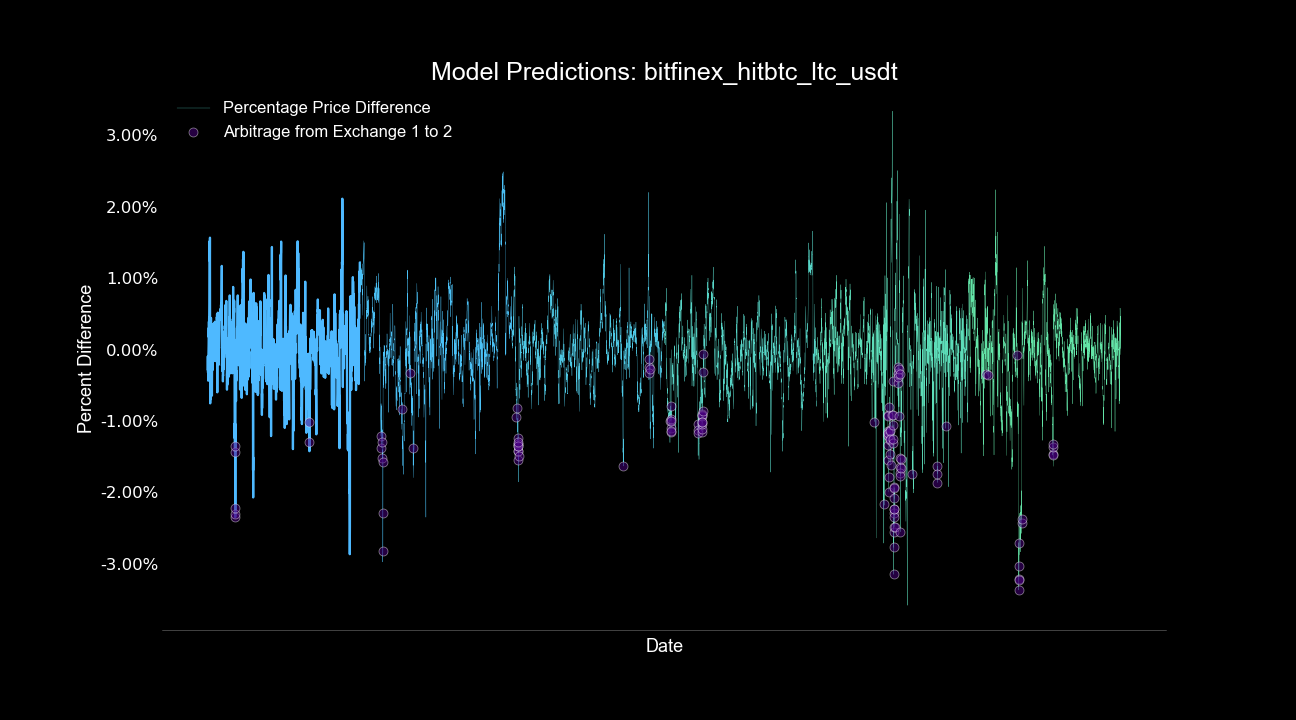 Model Predictions: bitfinex_hitbtc_ltc_usdt
Percentage Price Difference
Arbitrage from Exchange 1 to 2
3.00%
2.00%
1.00%
0.00%
-1.00%
-2.00%
-3.00%
Percent Difference
Date